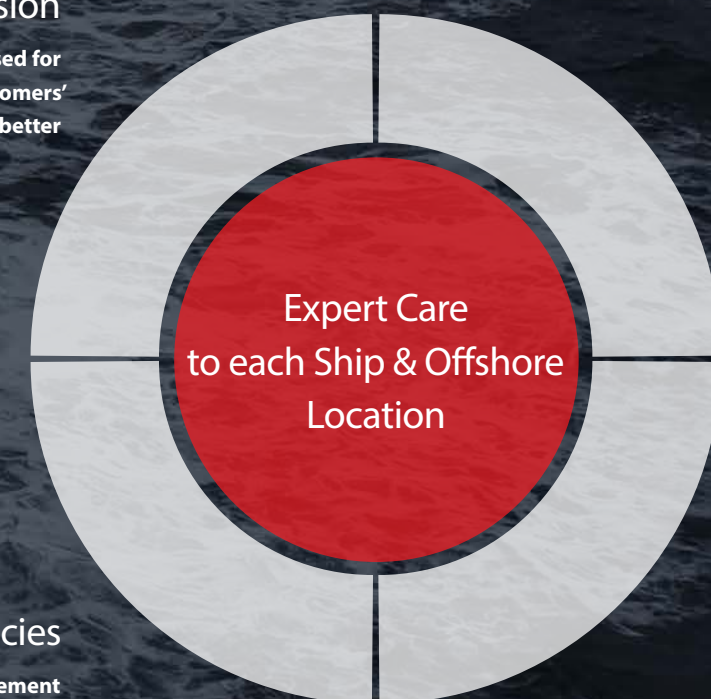 sion
sed for
omers’
better
Expert Care
to each Ship & Offshore
Location
cies
ement